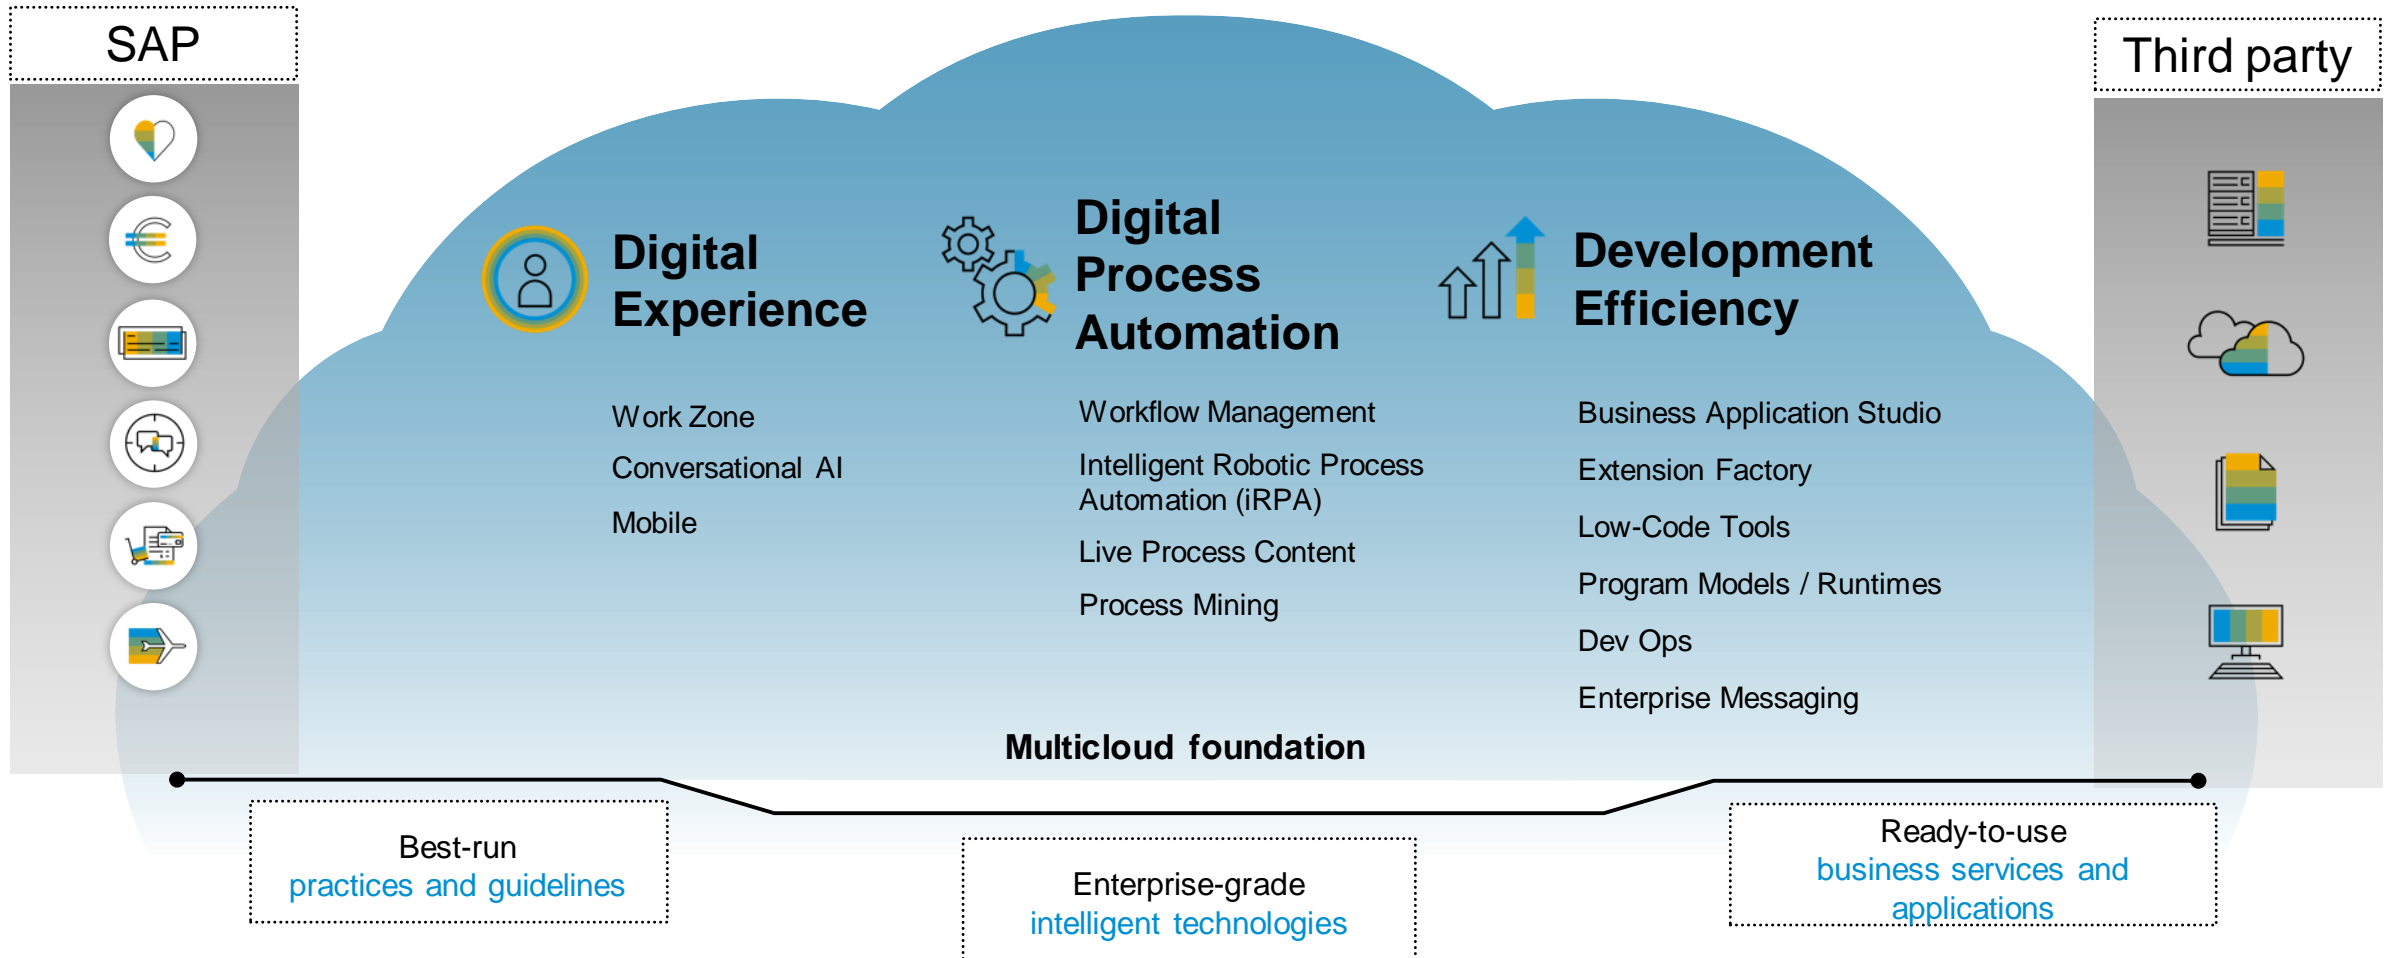 SAP
Third party
Digital
Experience
Work Zone
Conversational AI
Mobile
Digital
Process
Automation
Workflow Management
Intelligent Robotic Process
Automation (iRPA)
Live Process Content
Process Mining
Development
Efficiency
Business Application Studio
Extension Factory
Low-Code Tools
Program Models / Runtimes
Dev Ops
Enterprise Messaging
Multicloud foundation
Best-run
practices and guidelines
Enterprise-grade
intelligent technologies
Ready-to-use
business services and
applications